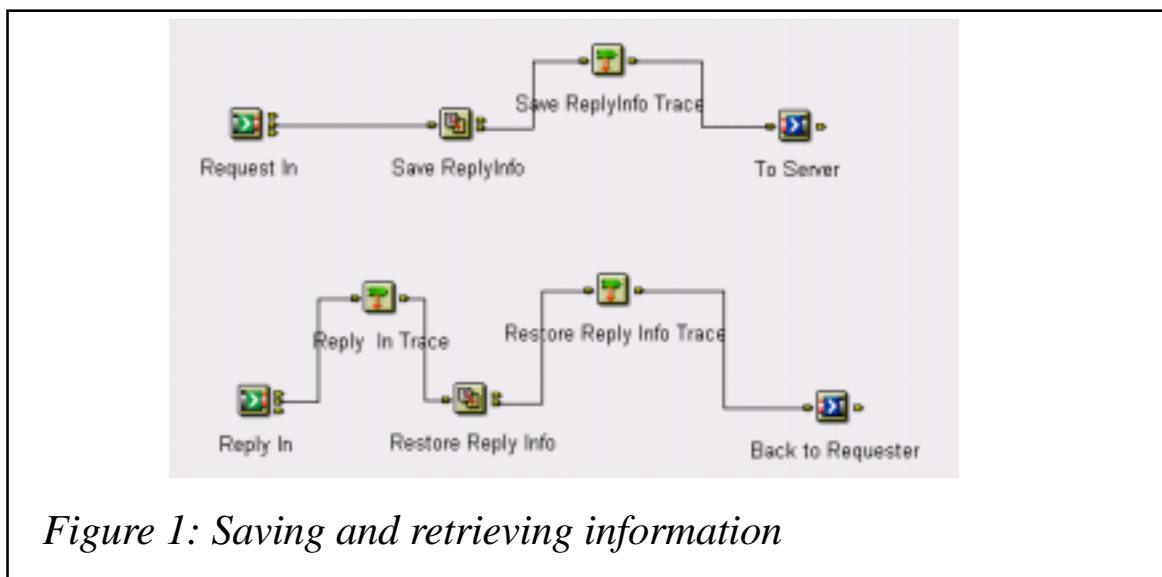 Save ReplyInfo Trace
Request In
Save ReplyInfo
To Server
Reply In Trace
Restore Reply Info Trace
Reply In
Restore Reply Info
Back to Requester
Figure 1: Saving and retrieving information